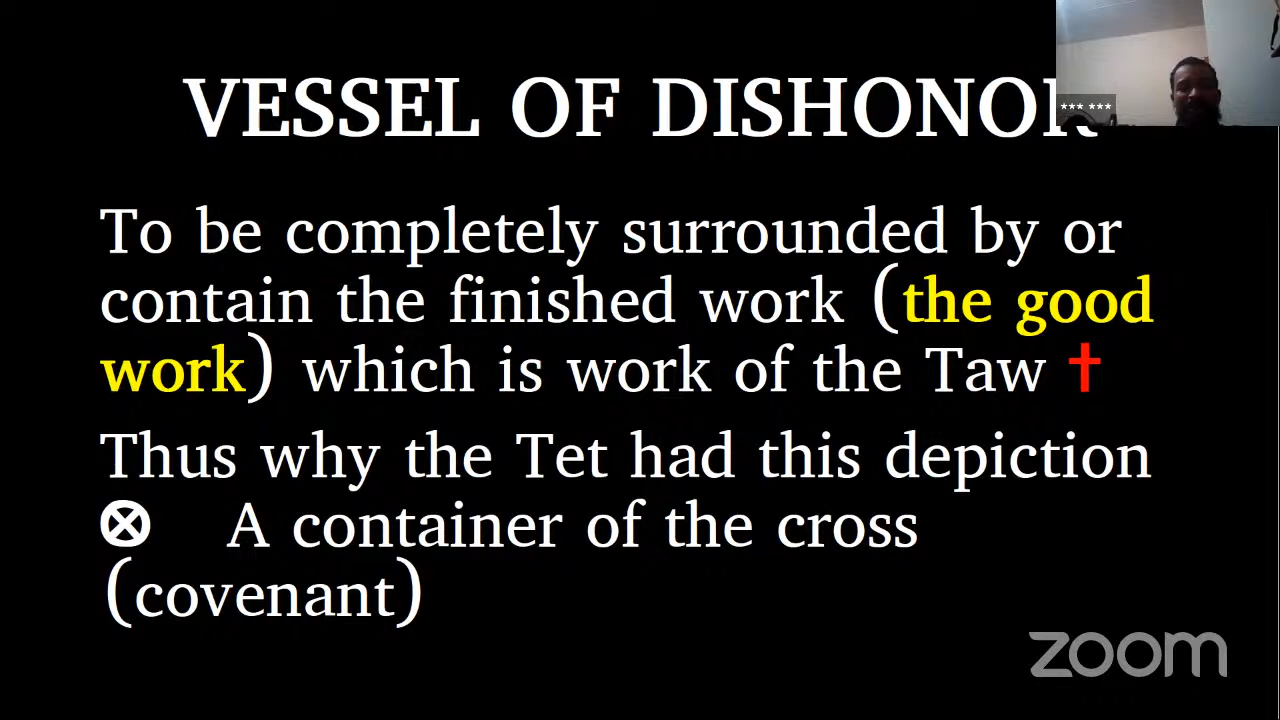 VESSEL OF DISHONOR
*** ***
To be completely surrounded by or
contain the finished work (the good
work) which is work of the Taw ✝
Thus why the Tet had this depiction
⊗ A container of the cross
(covenant)
zoom